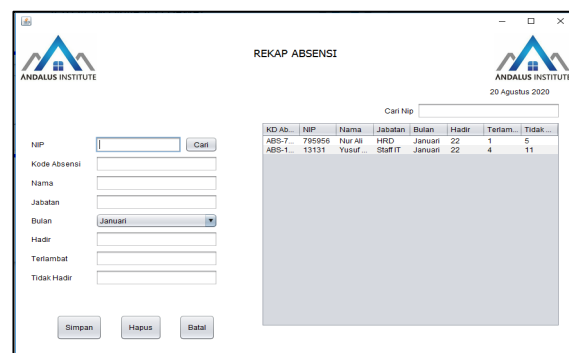 REKAP ABSENSI
ANDALUS INSTITUTE
ANDALUS INSTITUTE
20 Agustus 2020
Cari Nip
NIP
Cari
Kode Absensi
Nama
Jabatan
Bulan
Januari
Hadir
Terlambat
Tidak Hadir
Simpan
Hapus
Batal
KD Ab... NIP Nama Jabatan Bulan Hadir Terlam... Tidak ...
ABS-7... 795956 Nur Ali HRD Januari 22 1 5
ABS-1... 13131 Yusuf ... Staff IT Januari 22 4 11